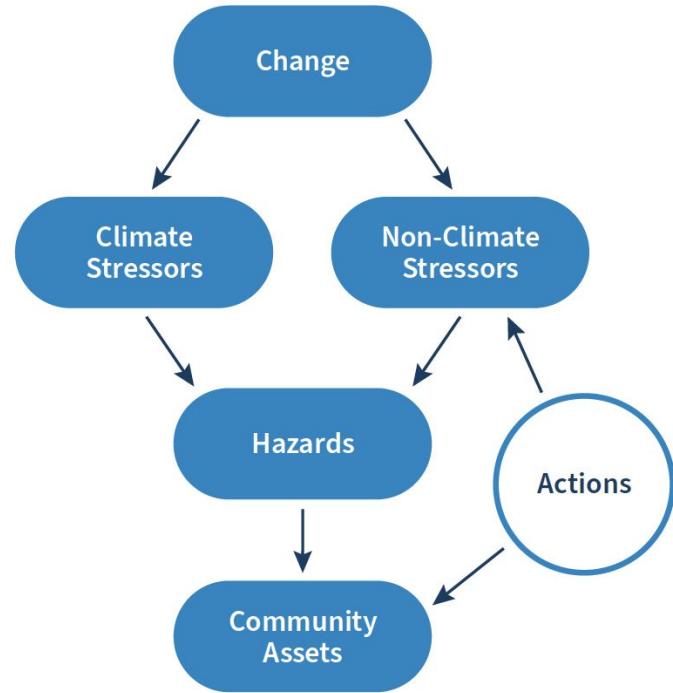 Change
Climate
Stressors
Non-Climate
Stressors
Hazards
Actions
Community
Assets